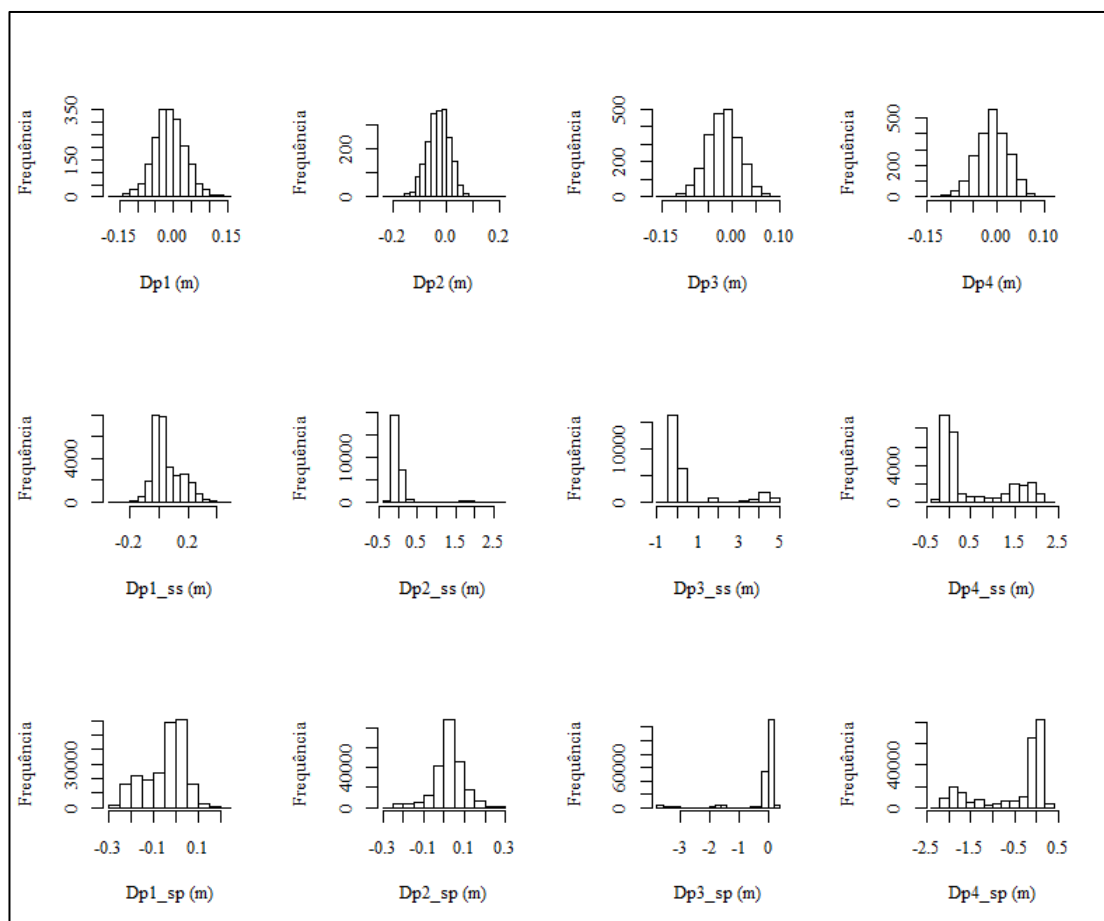 Frequência
0 150 350
-0.15 0.00 0.15
Dp1 (m)
Frequência
0 200
-0.2 0.0 0.2
Dp2 (m)
Frequência
0 200 500
-0.15 0.00 0.10
Dp3 (m)
Frequência
0 200 500
-0.15 0.00 0.10
Dp4 (m)
Frequência
0 4000
-0.2 0.2
Dp1_ss (m)
Frequência
0 10000
-0.5 0.5 1.5 2.5
Dp2_ss (m)
Frequência
0 10000
-1 1 3 5
Dp3_ss (m)
Frequência
0 4000
-0.5 0.5 1.5 2.5
Dp4_ss (m)
Frequência
0 30000
-0.3 -0.1 0.1
Dp1_sp (m)
Frequência
0 40000
-0.3 -0.1 0.1 0.3
Dp2_sp (m)
Frequência
0 60000
-3 -2 -1 0
Dp3_sp (m)
Frequência
0 40000
-2.5 -1.5 -0.5 0.5
Dp4_sp (m)